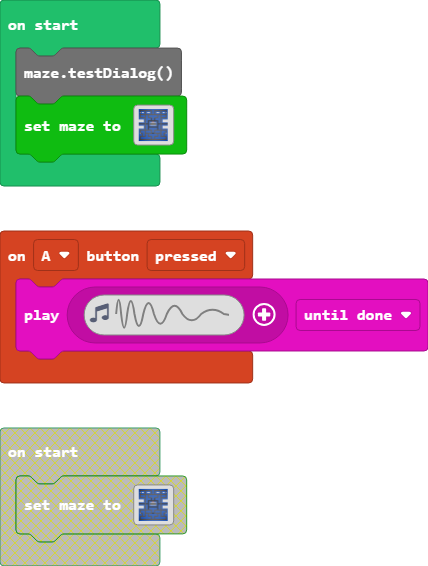 on start
maze.testDialog()
set maze to
on A button pressed
play until done
on start
set maze to